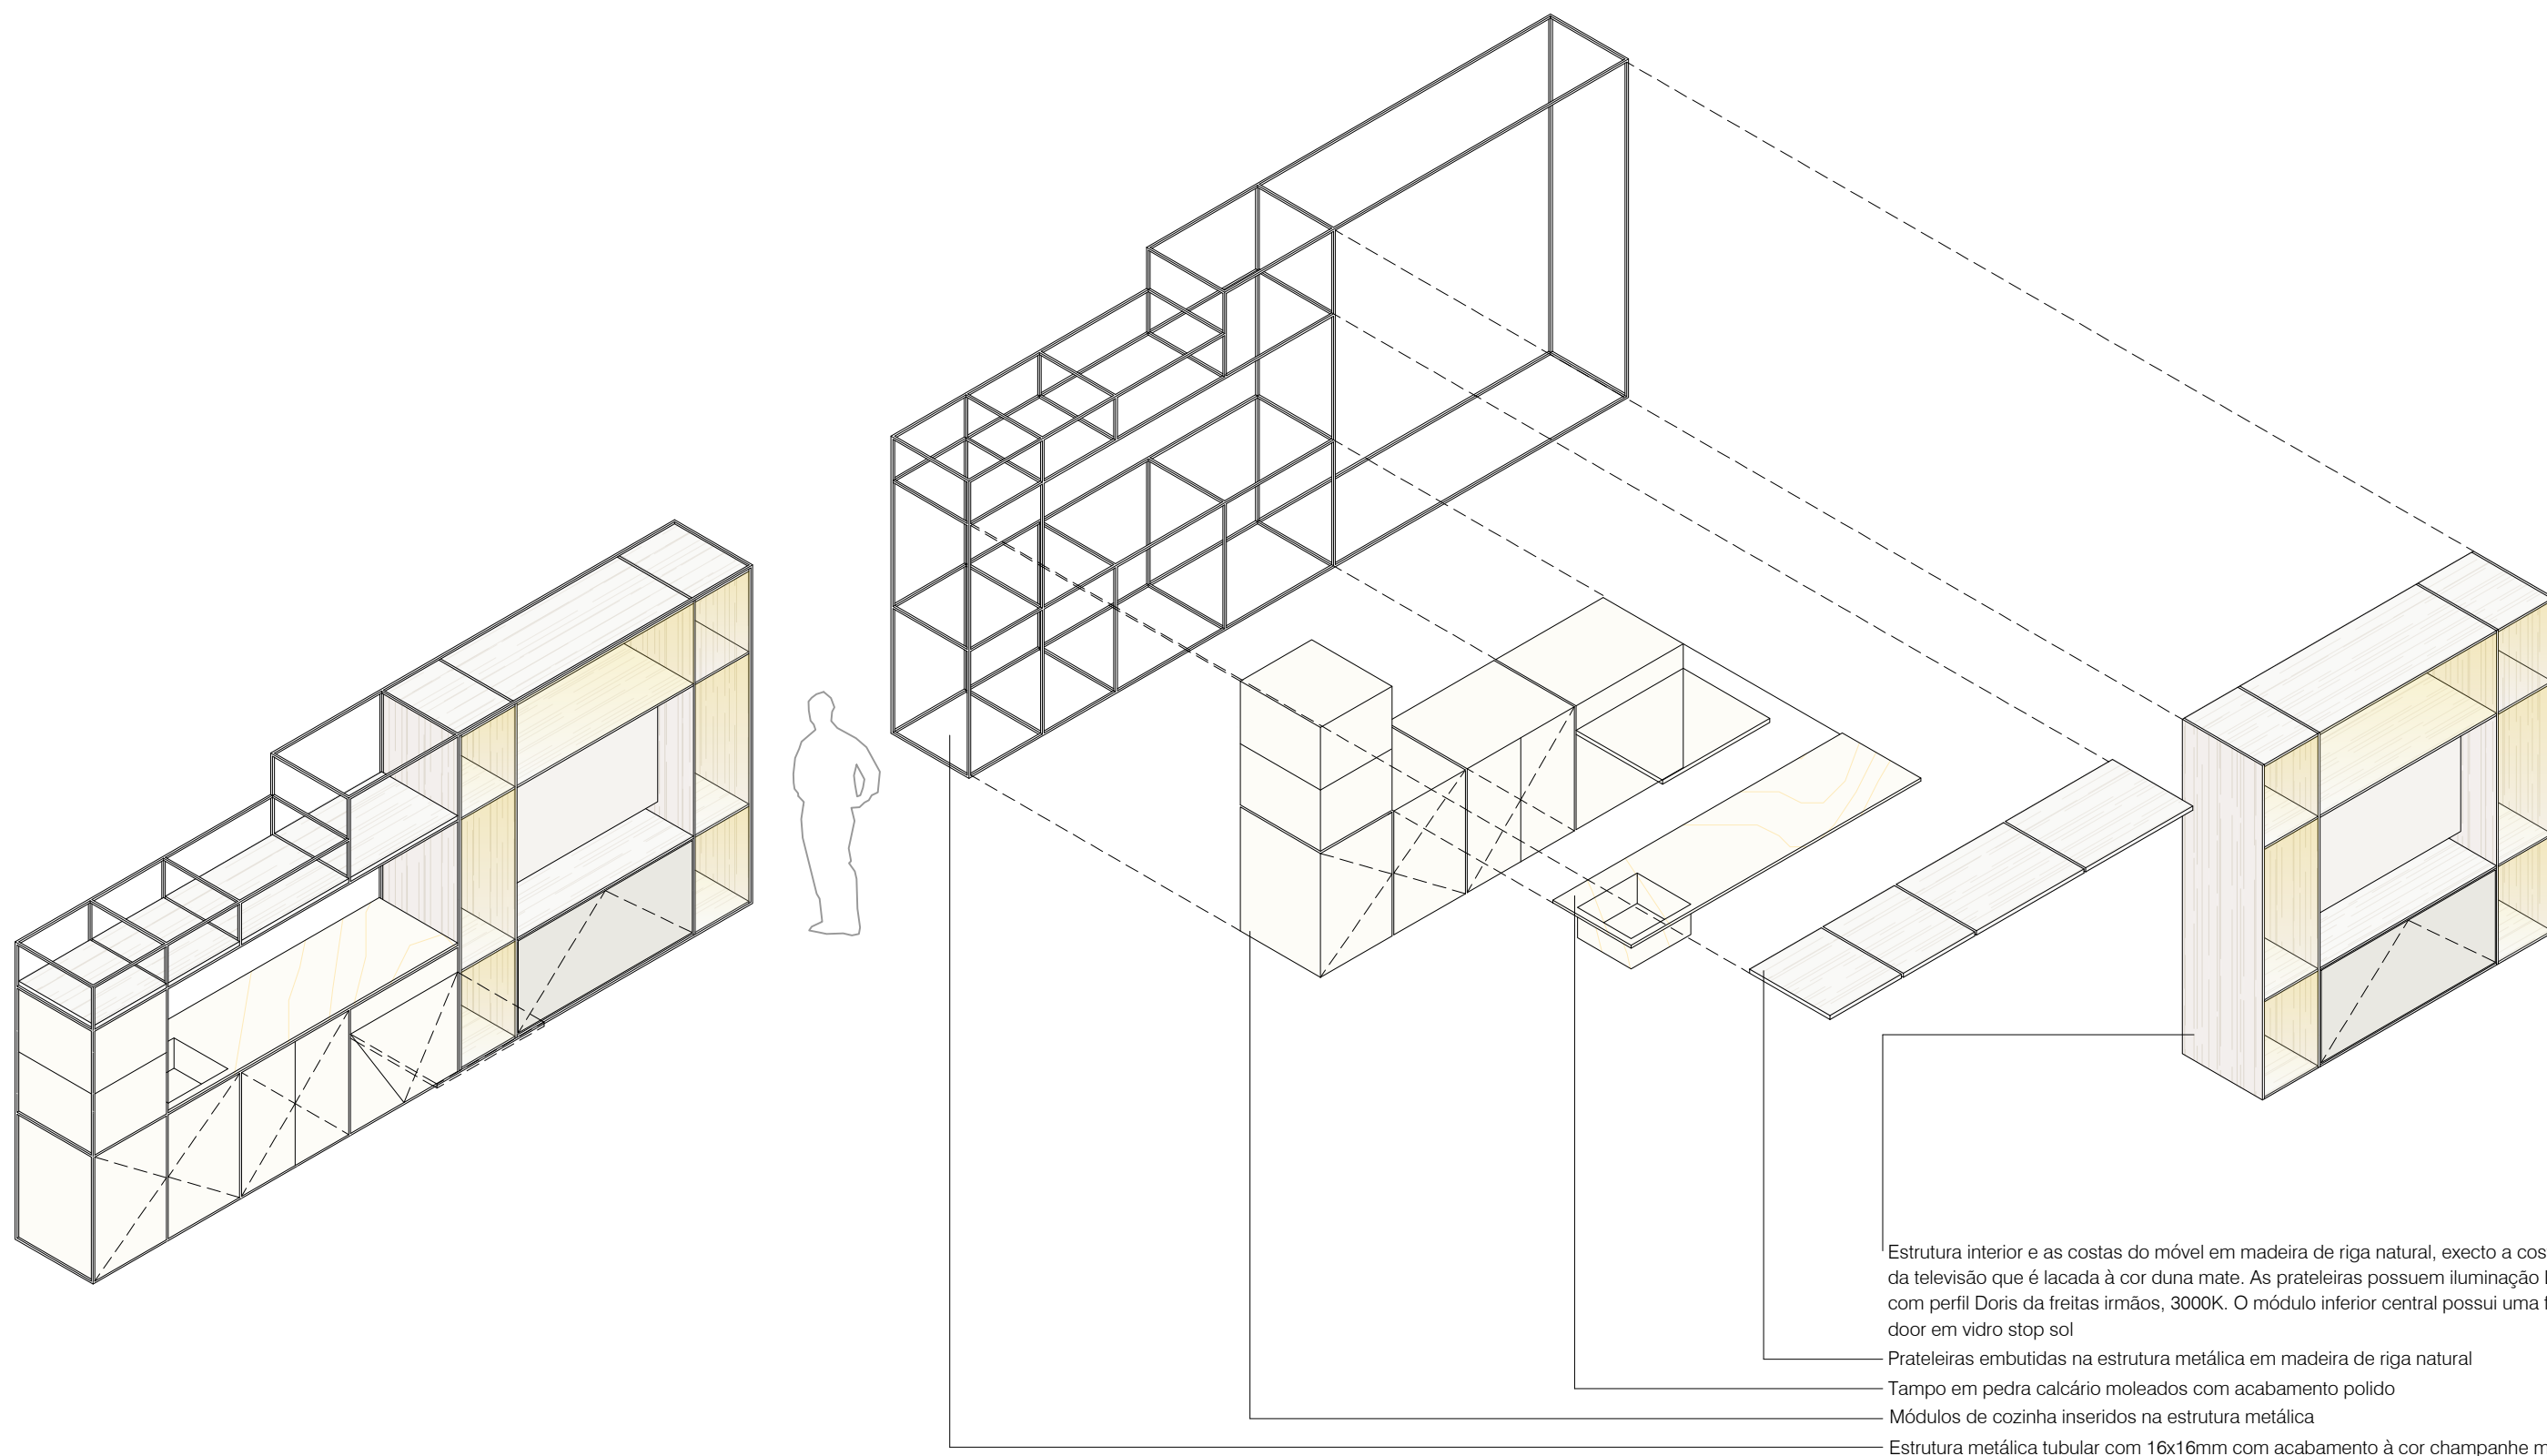 Estrutura interior e as costas do móvel em madeira de riga natural, execto a
da televisão que é lacada à cor duna mate. As prateleiras possuem iluminação
com perfil Doris da freitas irmãos, 3000K. O módulo inferior central possui uma
door em vidro stop sol
Prateleiras embutidas na estrutura metálica em madeira de riga natural
Tampo em pedra calcário moleados com acabamento polido
Módulos de cozinha inseridos na estrutura metálica
Estrutura metálica tubular com 16x16mm com acabamento à cor champanhe